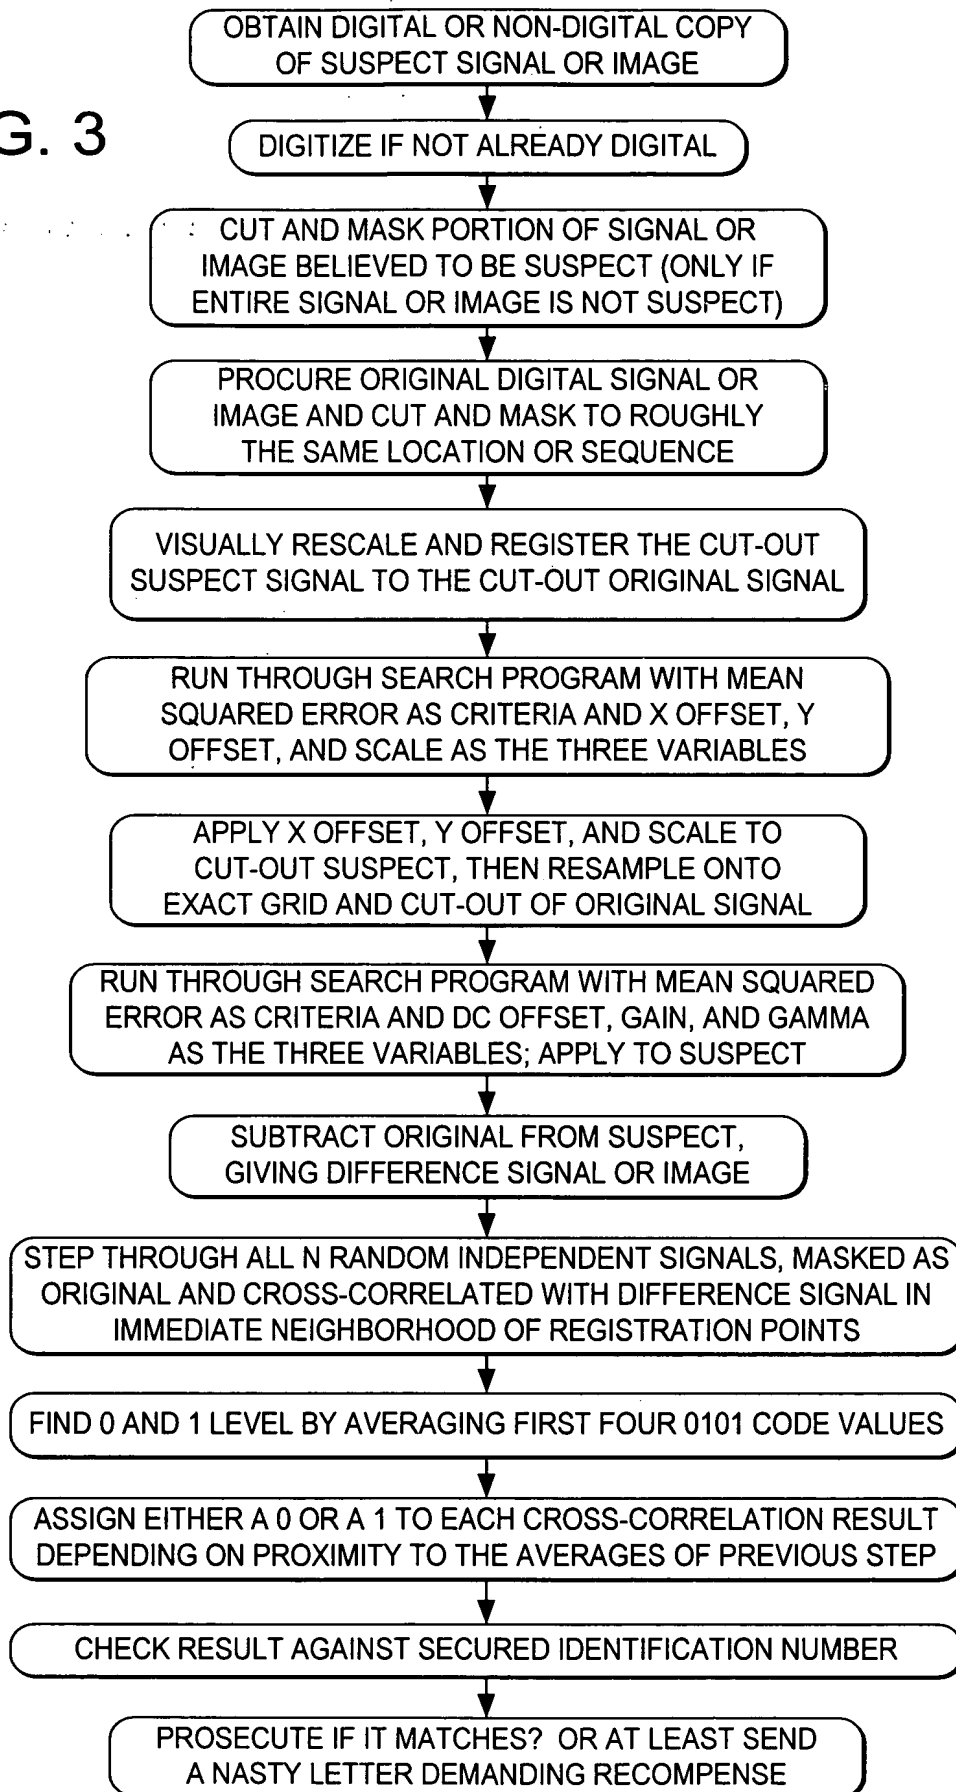 OBTAIN DIGITAL OR NON-DIGITAL COPY
OF SUSPECT SIGNAL OR IMAGE
G. 3
DIGITIZE IF NOT ALREADY DIGITAL
CUT AND MASK PORTION OF SIGNAL OR
IMAGE BELIEVED TO BE SUSPECT (ONLY IF
ENTIRE SIGNAL OR IMAGE IS NOT SUSPECT)
PROCURE ORIGINAL DIGITAL SIGNAL OR
IMAGE AND CUT AND MASK TO ROUGHLY
THE SAME LOCATION OR SEQUENCE
VISUALLY RESCALE AND REGISTER THE CUT-OUT
SUSPECT SIGNAL TO THE CUT-OUT ORIGINAL SIGNAL
RUN THROUGH SEARCH PROGRAM WITH MEAN
SQUARED ERROR AS CRITERIA AND X OFFSET, Y
OFFSET, AND SCALE AS THE THREE VARIABLES
APPLY X OFFSET, Y OFFSET, AND SCALE TO
CUT-OUT SUSPECT, THEN RESAMPLE ONTO
EXACT GRID AND CUT-OUT OF ORIGINAL SIGNAL
RUN THROUGH SEARCH PROGRAM WITH MEAN SQUARED
ERROR AS CRITERIA AND DC OFFSET, GAIN, AND GAMMA
AS THE THREE VARIABLES; APPLY TO SUSPECT
SUBTRACT ORIGINAL FROM SUSPECT,
GIVING DIFFERENCE SIGNAL OR IMAGE
STEP THROUGH ALL N RANDOM INDEPENDENT SIGNALS, MASKED AS
ORIGINAL AND CROSS-CORRELATED WITH DIFFERENCE SIGNAL IN
IMMEDIATE NEIGHBORHOOD OF REGISTRATION POINTS
FIND 0 AND 1 LEVEL BY AVERAGING FIRST FOUR 0101 CODE VALUES
ASSIGN EITHER A 0 OR A 1 TO EACH CROSS-CORRELATION RESULT
DEPENDING ON PROXIMITY TO THE AVERAGES OF PREVIOUS STEP
CHECK RESULT AGAINST SECURED IDENTIFICATION NUMBER
PROSECUTE IF IT MATCHES? OR AT LEAST SEND
A NASTY LETTER DEMANDING RECOMPENSE